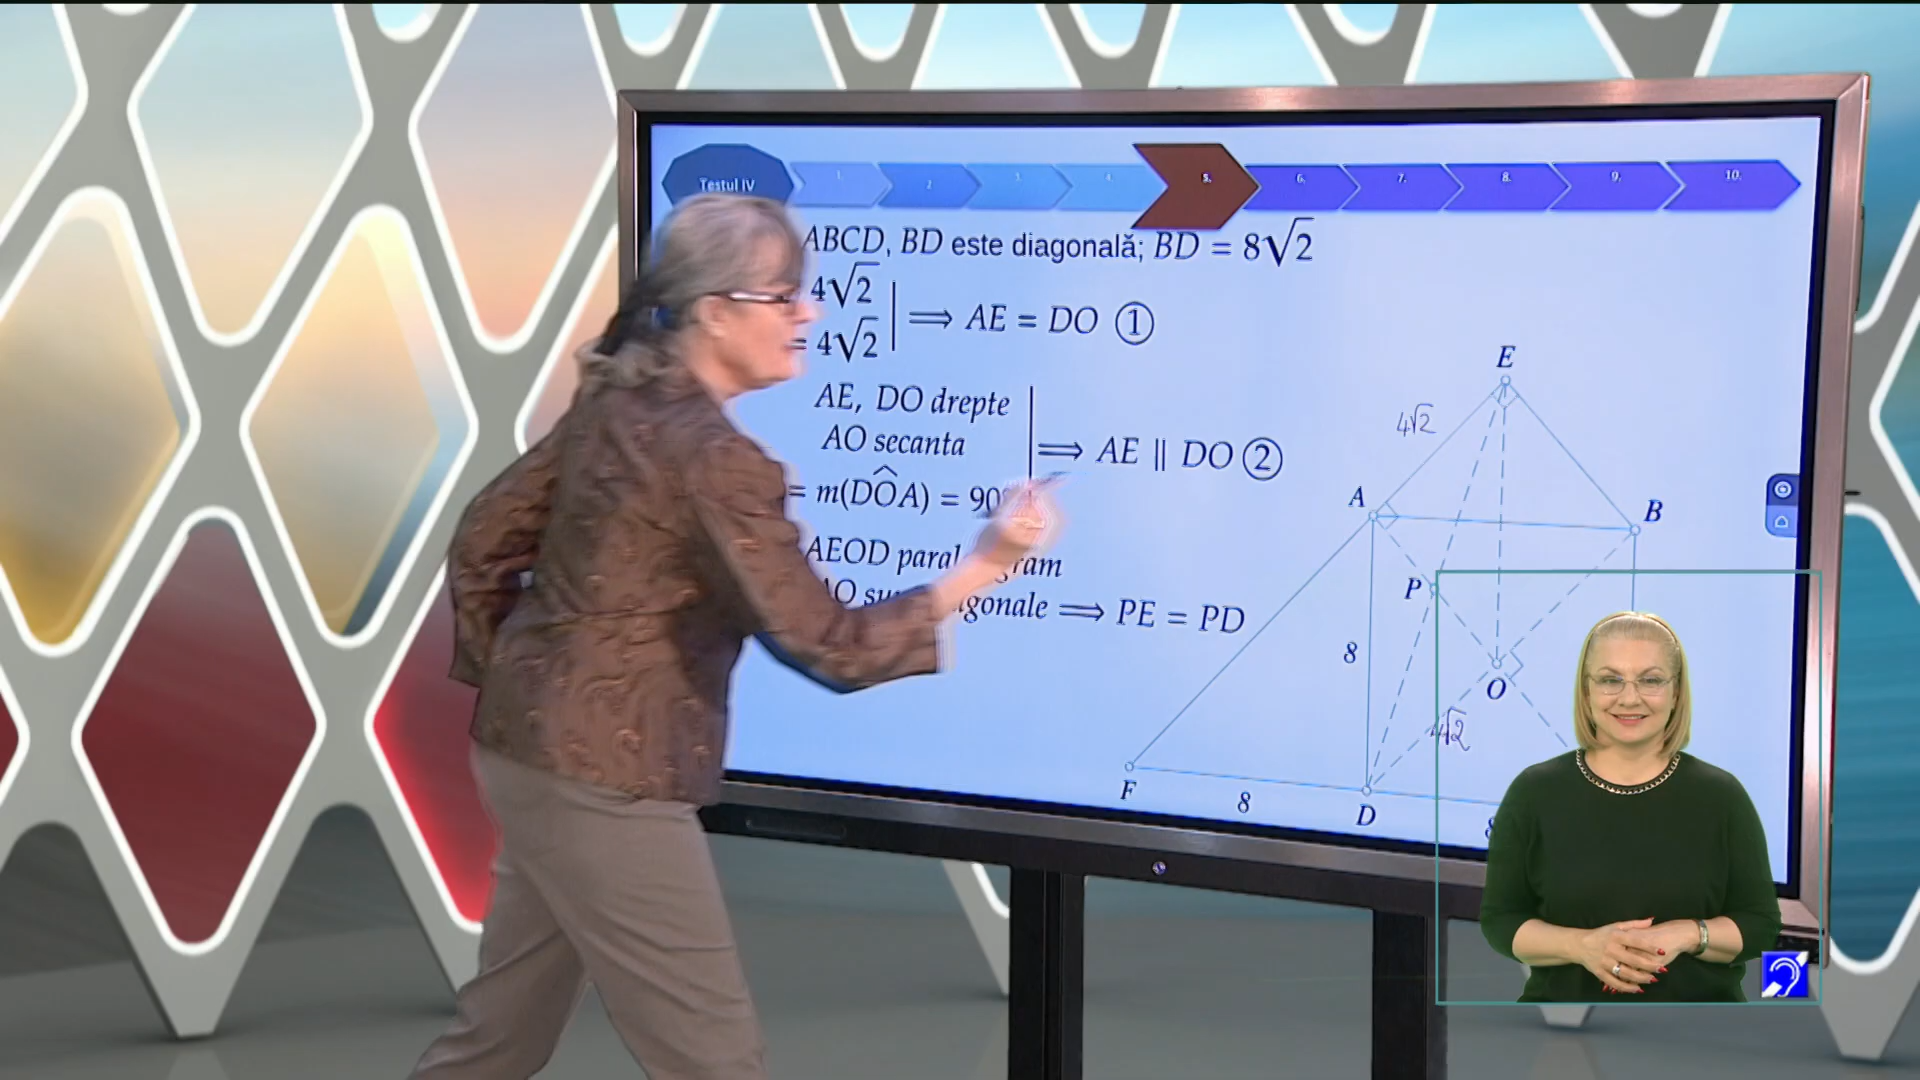 Testul IV
1. 2 3. 4. 5. 6. 7. 8. 9. 10.
ABCD, BD este diagonală; BD = 8√2
4√2
= 4√2
⟹ AE = DO ①
AE, DO drepte
AO secanta
⟹ AE ∥ DO ②
= m(DÔA) = 90
AEOD
AO diagonale ⟹ PE = PD
E
4√2
A
B
P
8
O
4√2
F
8
D